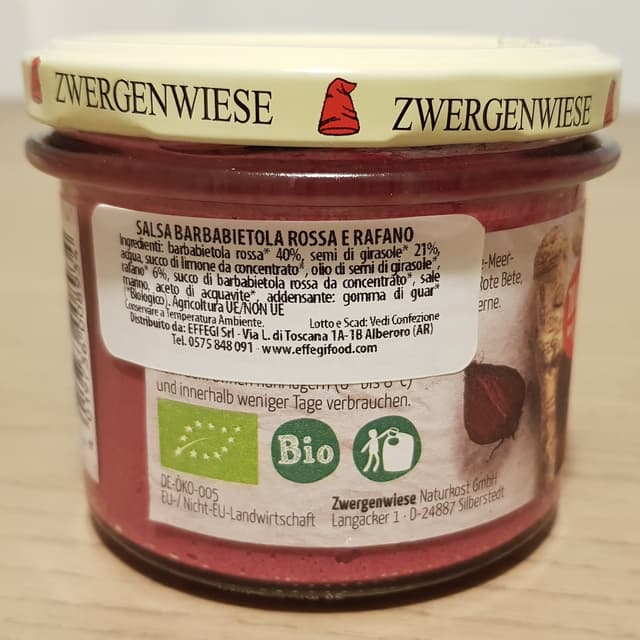 ZWERGENWIESE ZWERGENWIESE
SALSA BARBABIETOLA ROSSA E RAFANO
Ingredienti: barbabietola rossa* 40%, semi di girasole* 21%,
acqua, succo di limone da concentrato*, olio di semi di girasole*,
rafano* 6%, succo di barbabietola rossa da concentrato*, sale
marino, aceto di acquavite* addensante: gomma di guar*
*Biologico). Agricoltura UE/NON UE
Conservare a Temperatura Ambiente. Lotto e Scad: Vedi Confezione
Distribuito da: EFFEGI Srl - Via L. di Toscana 1A-1B Alberoro (AR)
Tel. 0575 848 091 - www.effegifood.com
-Meer-
Rote Bete,
erne.
und innerhalb weniger Tage verbrauchen.
Bio
DE-ÖKO-005
EU-/ Nicht-EU-Landwirtschaft
Zwergenwiese Naturkost GmbH
Langacker 1 · D-24887 Silberstedt